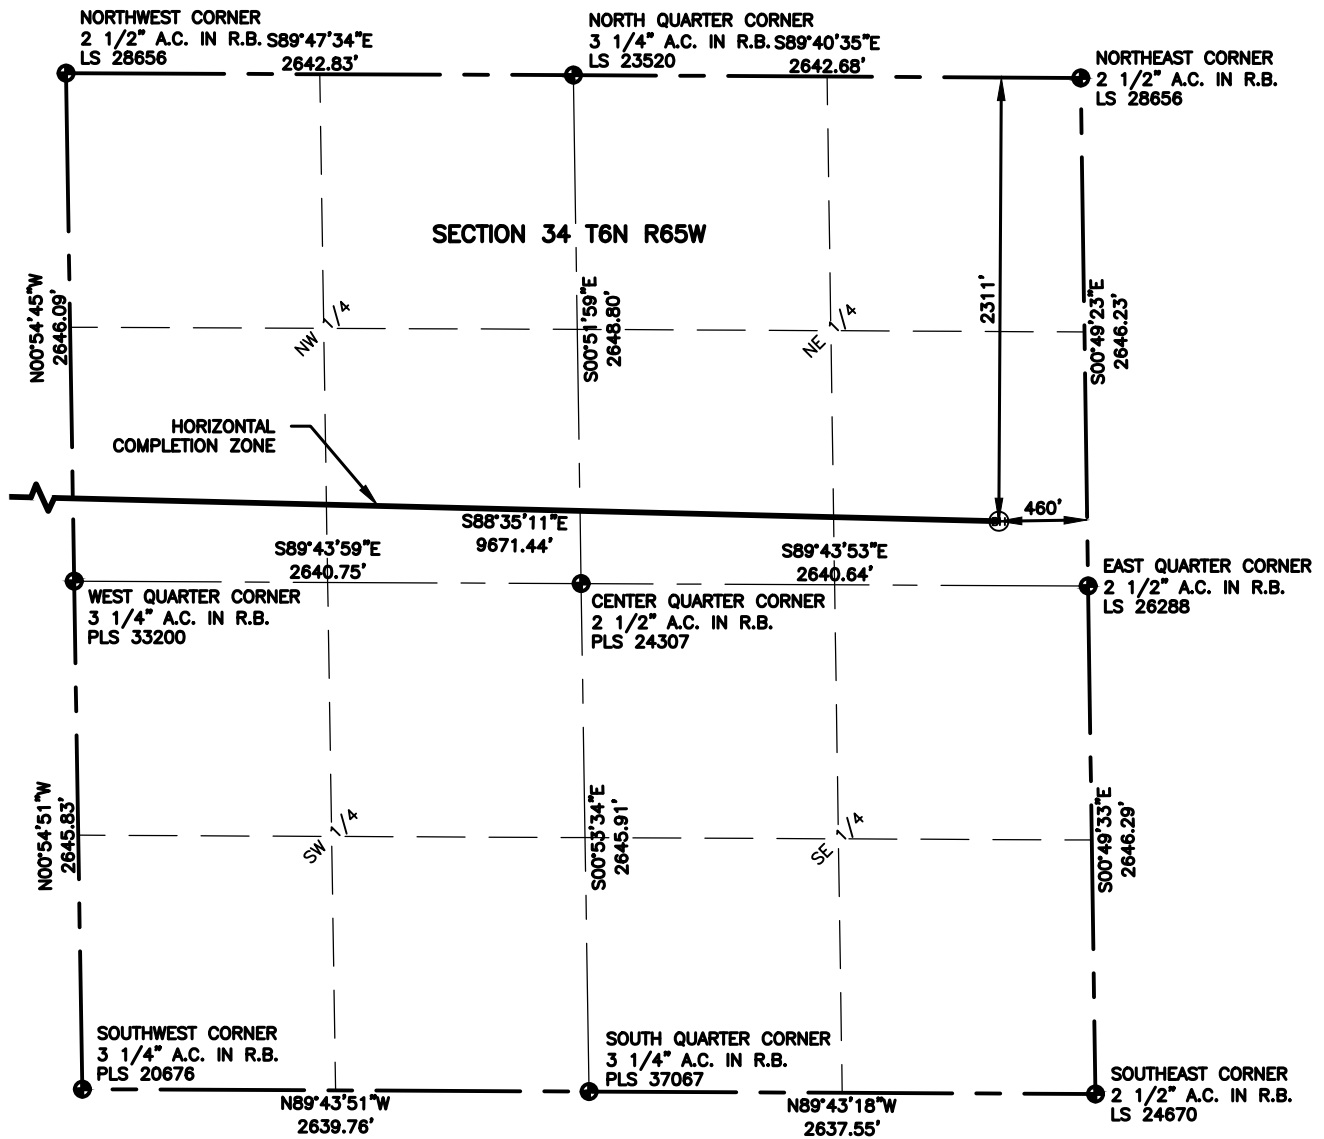 NORTHWEST CORNER
2 1/2" A.C. IN R.B.
LS 28656
S89°47'34"E
2642.83'
NORTH QUARTER CORNER
3 1/4" A.C. IN R.B.
LS 23520
S89°40'35"E
2642.68'
NORTHEAST CORNER
2 1/2" A.C. IN R.B.
LS 28656
SECTION 34 T6N R65W
N00°54'45"W
2646.09'
NW 1/4
S00°51'59"E
2648.80'
NE 1/4
2311'
S00°49'23"E
2646.23'
HORIZONTAL
COMPLETION ZONE
S88°35'11"E
9671.44'
460'
S89°43'59"E
2640.75'
S89°43'53"E
2640.64'
WEST QUARTER CORNER
3 1/4" A.C. IN R.B.
PLS 33200
CENTER QUARTER CORNER
2 1/2" A.C. IN R.B.
PLS 24307
EAST QUARTER CORNER
2 1/2" A.C. IN R.B.
LS 26288
N00°54'51"W
2645.83'
SW 1/4
S00°53'34"E
2645.91'
SE 1/4
S00°49'33"E
2646.29'
SOUTHWEST CORNER
3 1/4" A.C. IN R.B.
PLS 20676
N89°43'51"W
2639.76'
SOUTH QUARTER CORNER
3 1/4" A.C. IN R.B.
PLS 37067
N89°43'18"W
2637.55'
SOUTHEAST CORNER
2 1/2" A.C. IN R.B.
LS 24670